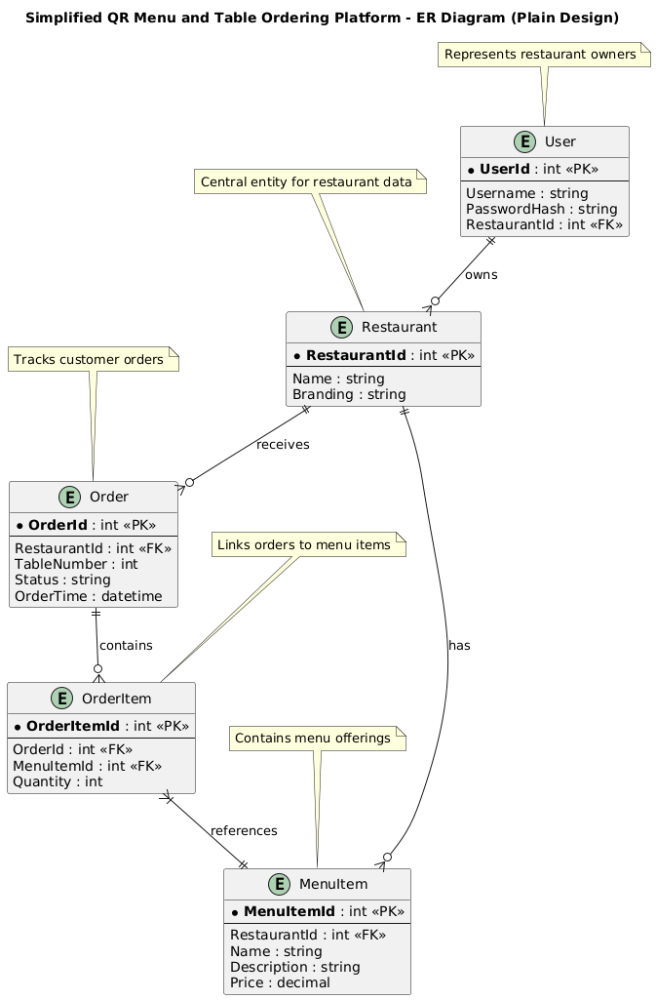 Simplified QR Menu and Table Ordering Platform - ER Diagram (Plain Design)
Represents restaurant owners
E User
* UserId : int «PK»
Username : string
PasswordHash : string
RestaurantId : int «FK»
Central entity for restaurant data
owns
E Restaurant
* RestaurantId : int «PK»
Name : string
Branding : string
Tracks customer orders
receives
E Order
* OrderId : int «PK»
RestaurantId : int «FK»
TableNumber : int
Status : string
OrderTime : datetime
Links orders to menu items
contains
has
E OrderItem
* OrderItemId : int «PK»
OrderId : int «FK»
MenuItemId : int «FK»
Quantity : int
Contains menu offerings
references
E MenuItem
* MenuItemId : int «PK»
RestaurantId : int «FK»
Name : string
Description : string
Price : decimal